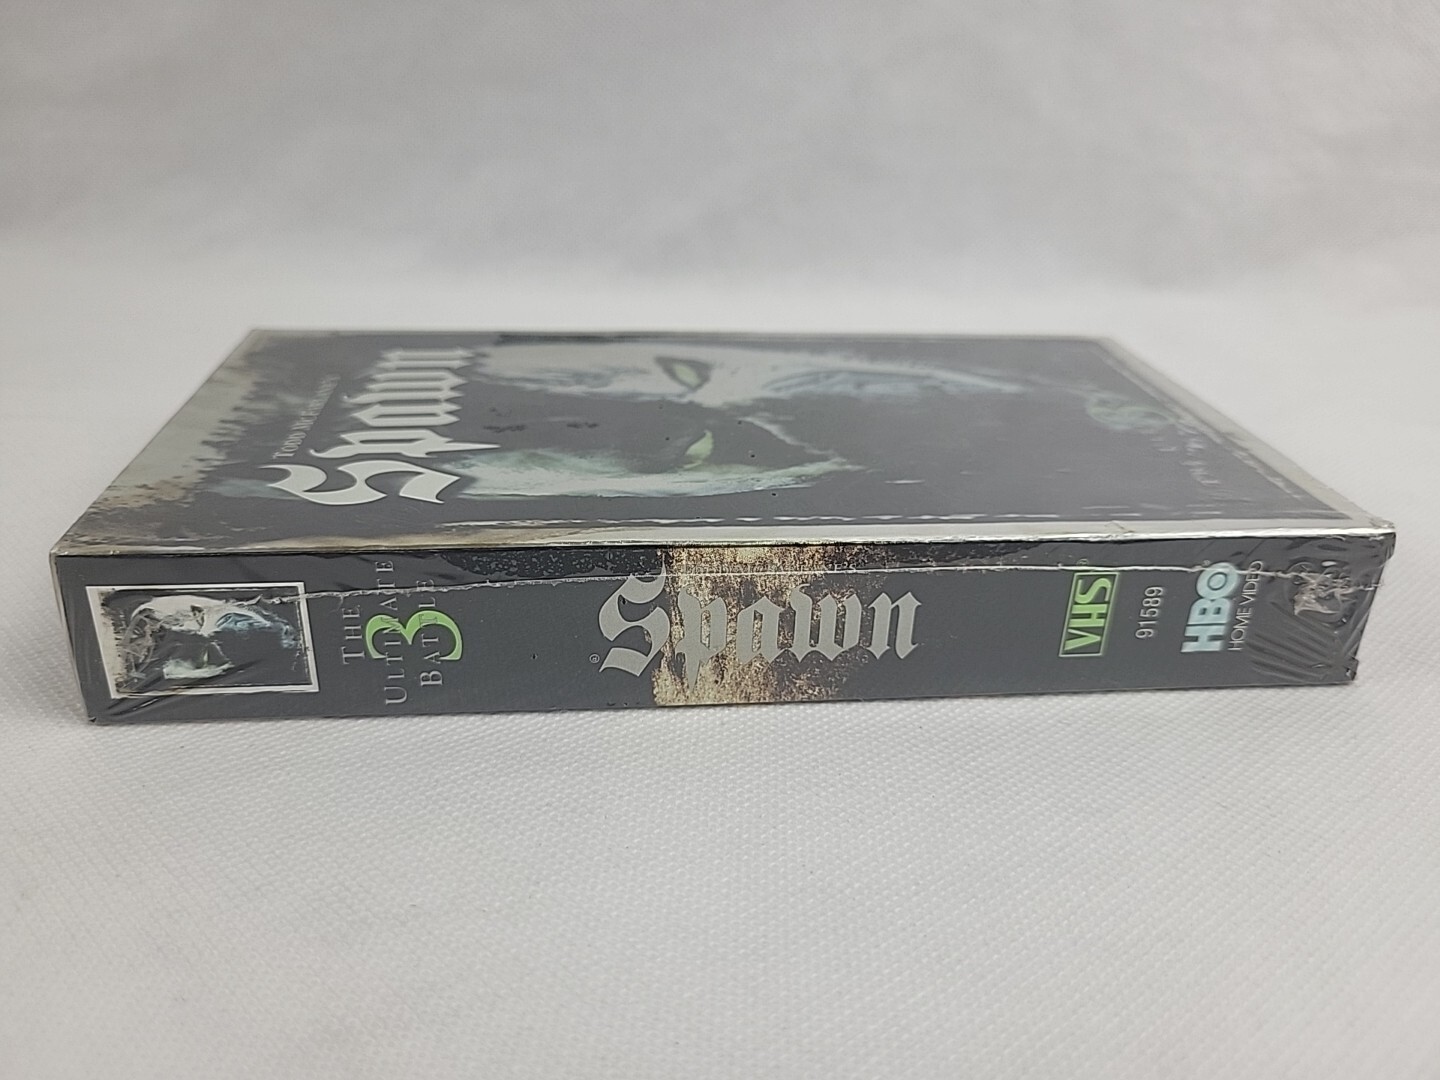 TODD McFARLANE'S
Spawn
THE
ULTIMATE
BATTLE
3
® Spawn
VHS®
91589
HBO
HOME VIDEO